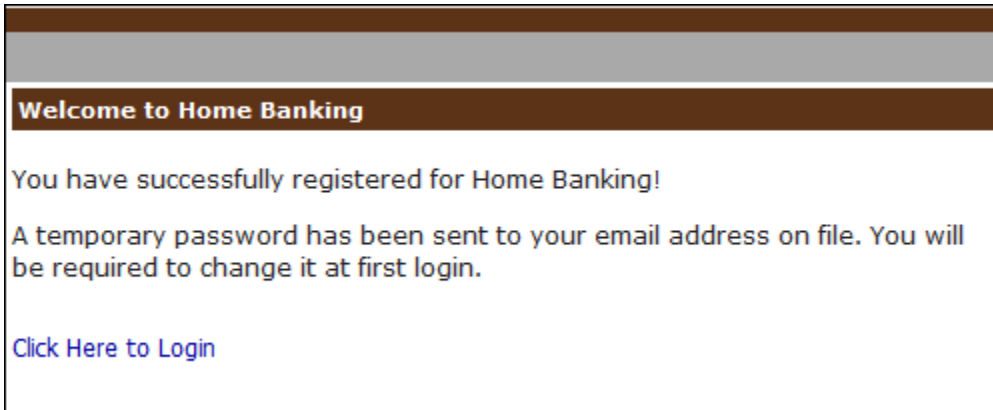 Welcome to Home Banking
You have successfully registered for Home Banking!
A temporary password has been sent to your email address on file. You will
be required to change it at first login.
Click Here to Login